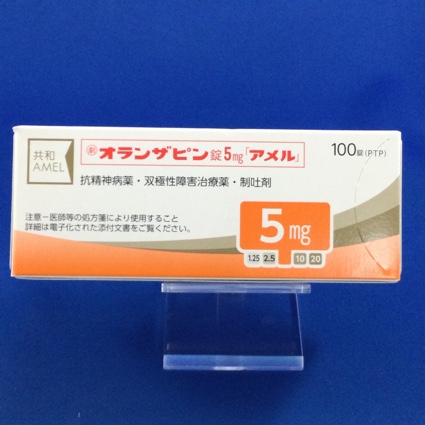 共和
AMEL
劇 オランザピン錠5mg「アメル」
100錠(PTP)
抗精神病薬・双極性障害治療薬・制吐剤
注意－医師等の処方箋により使用すること
詳細は電子化された添付文書をご覧ください。
5mg
1.25 2.5 10 20